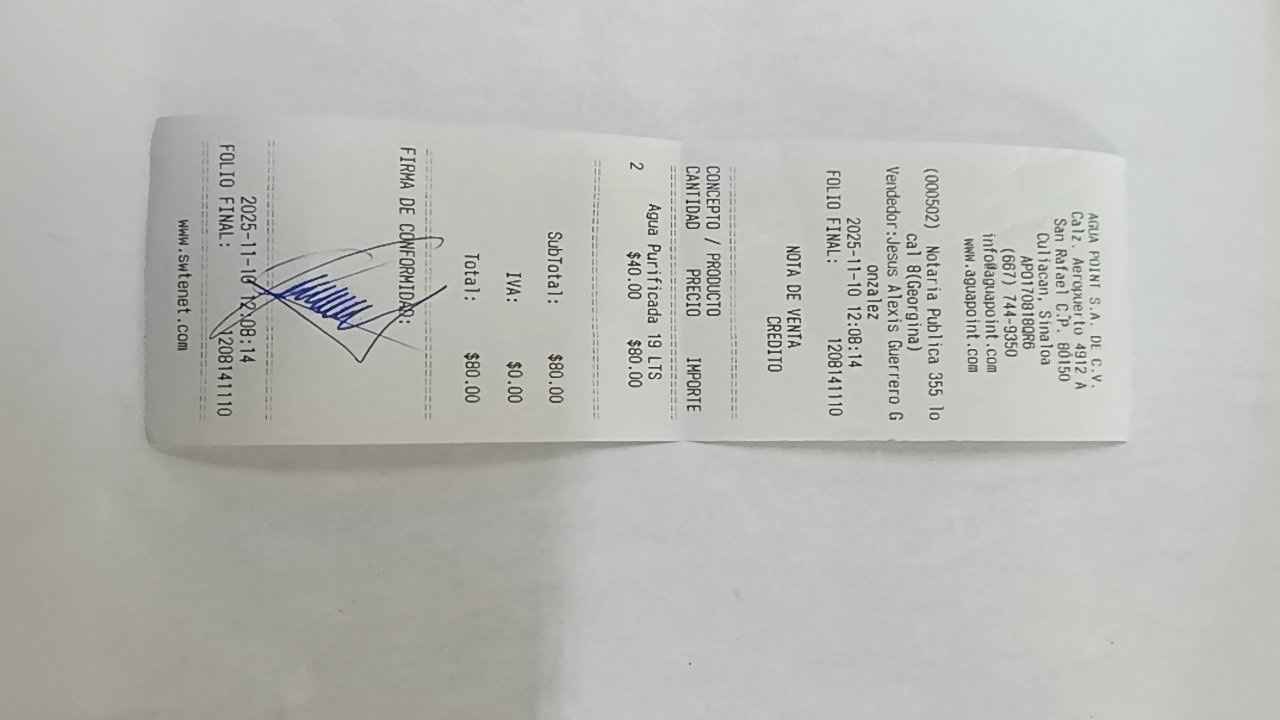 AGUA POINT S.A. DE C.V.
Calz. Aeropuerto 4912 A
San Rafael C.P. 80150
Culiacan, Sinaloa
APO170818QR6
(667) 744-9350
info@aguapoint.com
www.aguapoint.com
(000502) Notaria Publica 355 lo
cal 8(Georgina)
Vendedor:Jesus Alexis Guerrero G
onzalez
2025-11-10 12:08:14
FOLIO FINAL: 1208141110
NOTA DE VENTA
CREDITO
================================
CONCEPTO / PRODUCTO
CANTIDAD PRECIO IMPORTE
================================
Agua Purificada 19 LTS
2 $40.00 $80.00
================================
SubTotal: $80.00
IVA: $0.00
Total: $80.00
================================
FIRMA DE CONFORMIDAD:
================================
2025-11-10 12:08:14
FOLIO FINAL: 1208141110
================================
www.swtenet.com